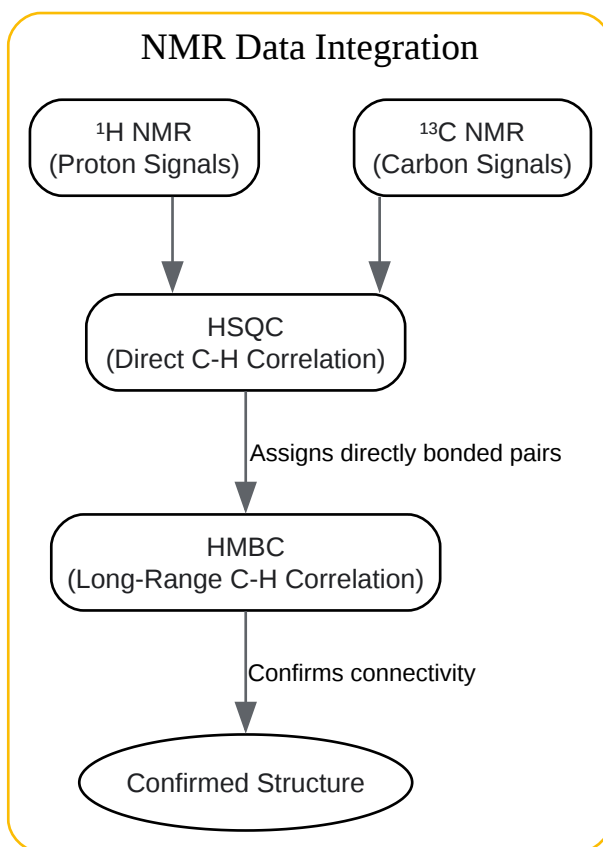 NMR Data Integration
¹H NMR
(Proton Signals)
¹³C NMR
(Carbon Signals)
HSQC
(Direct C-H Correlation)
Assigns directly bonded pairs
HMBC
(Long-Range C-H Correlation)
Confirms connectivity
Confirmed Structure